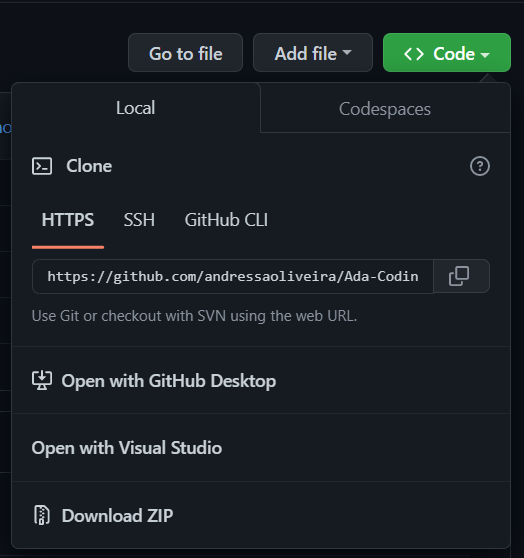 Go to file Add file Code
Local Codespaces
Clone
HTTPS SSH GitHub CLI
https://github.com/andressaoliveira/Ada-Codin
Use Git or checkout with SVN using the web URL.
Open with GitHub Desktop
Open with Visual Studio
Download ZIP